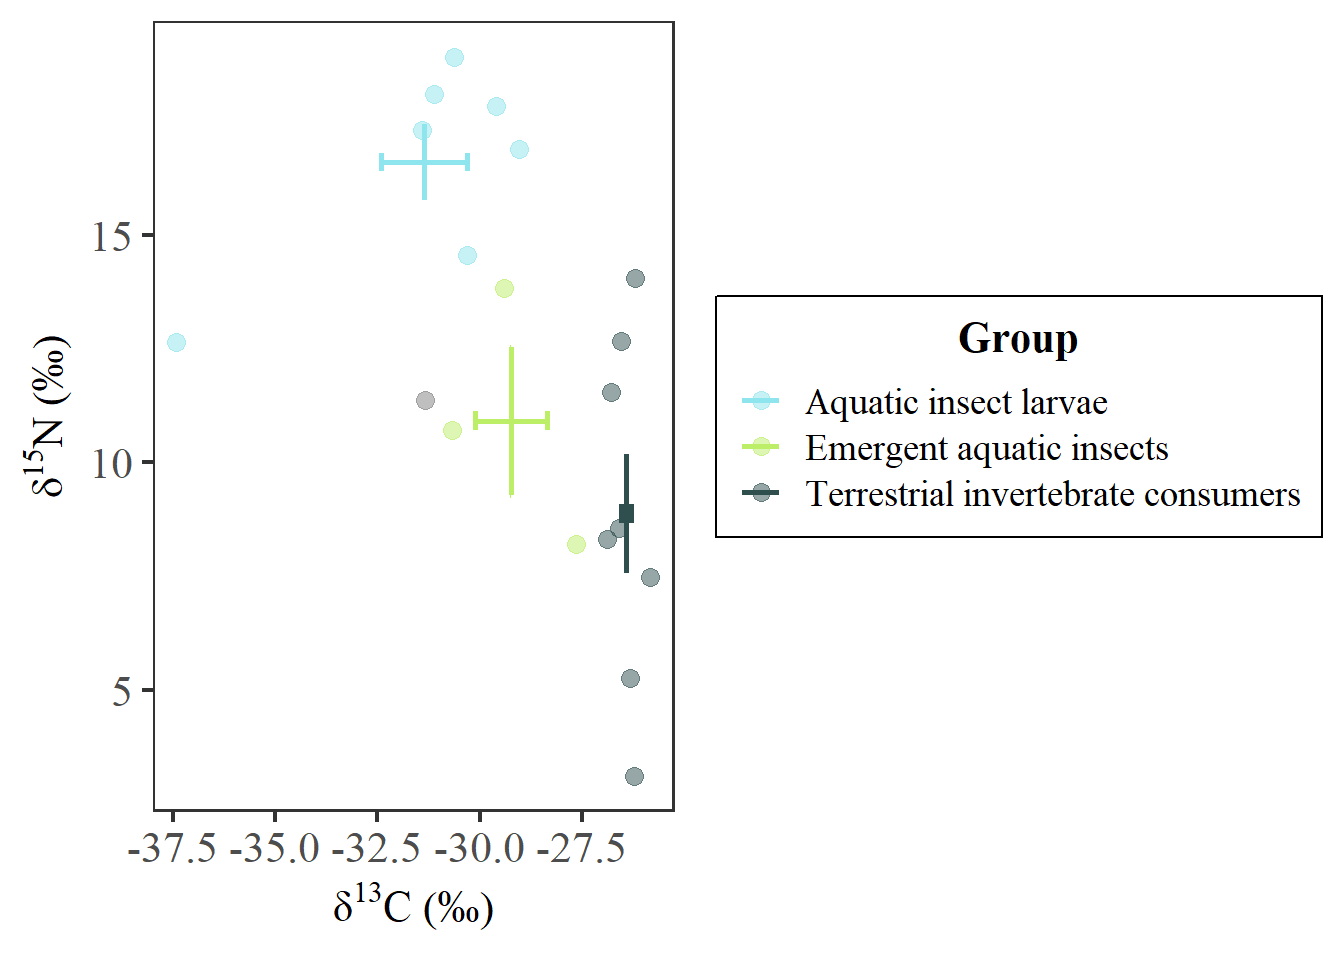 15
10
5
δ15N (‰)
-37.5 -35.0 -32.5 -30.0 -27.5
δ13C (‰)
Group
Aquatic insect larvae
Emergent aquatic insects
Terrestrial invertebrate consumers